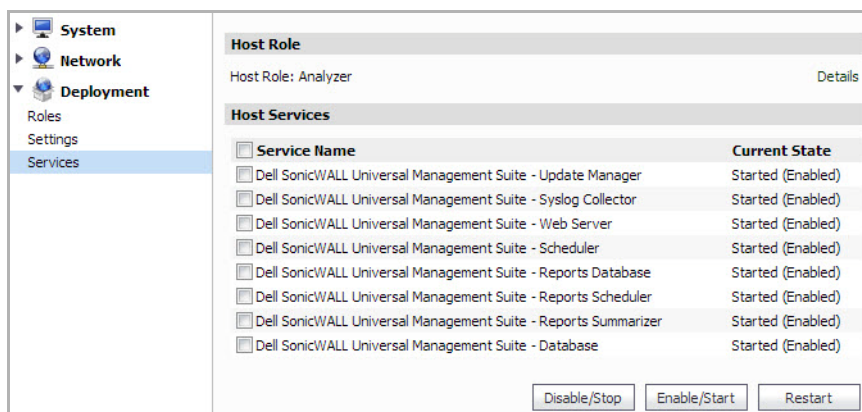 System
Network
Deployment
Roles
Settings
Services
Host Role
Host Role: Analyzer Details
Host Services
Service Name Current State
Dell SonicWALL Universal Management Suite - Update Manager Started (Enabled)
Dell SonicWALL Universal Management Suite - Syslog Collector Started (Enabled)
Dell SonicWALL Universal Management Suite - Web Server Started (Enabled)
Dell SonicWALL Universal Management Suite - Scheduler Started (Enabled)
Dell SonicWALL Universal Management Suite - Reports Database Started (Enabled)
Dell SonicWALL Universal Management Suite - Reports Scheduler Started (Enabled)
Dell SonicWALL Universal Management Suite - Reports Summarizer Started (Enabled)
Dell SonicWALL Universal Management Suite - Database Started (Enabled)
Disable/Stop Enable/Start Restart